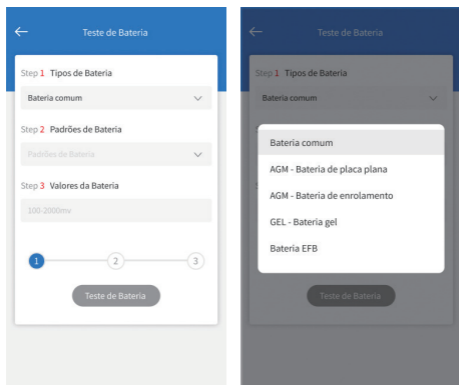 Teste de Bateria
Step 1 Tipos de Bateria
Bateria comum
Step 2 Padrões de Bateria
Padrões de Bateria
Step 3 Valores da Bateria
100-2000mv
1 2 3
Teste de Bateria
Teste de Bateria
Step 1 Tipos de Bateria
Bateria comum
Bateria comum
AGM - Bateria de placa plana
AGM - Bateria de enrolamento
GEL - Bateria gel
Bateria EFB
Teste de Bateria